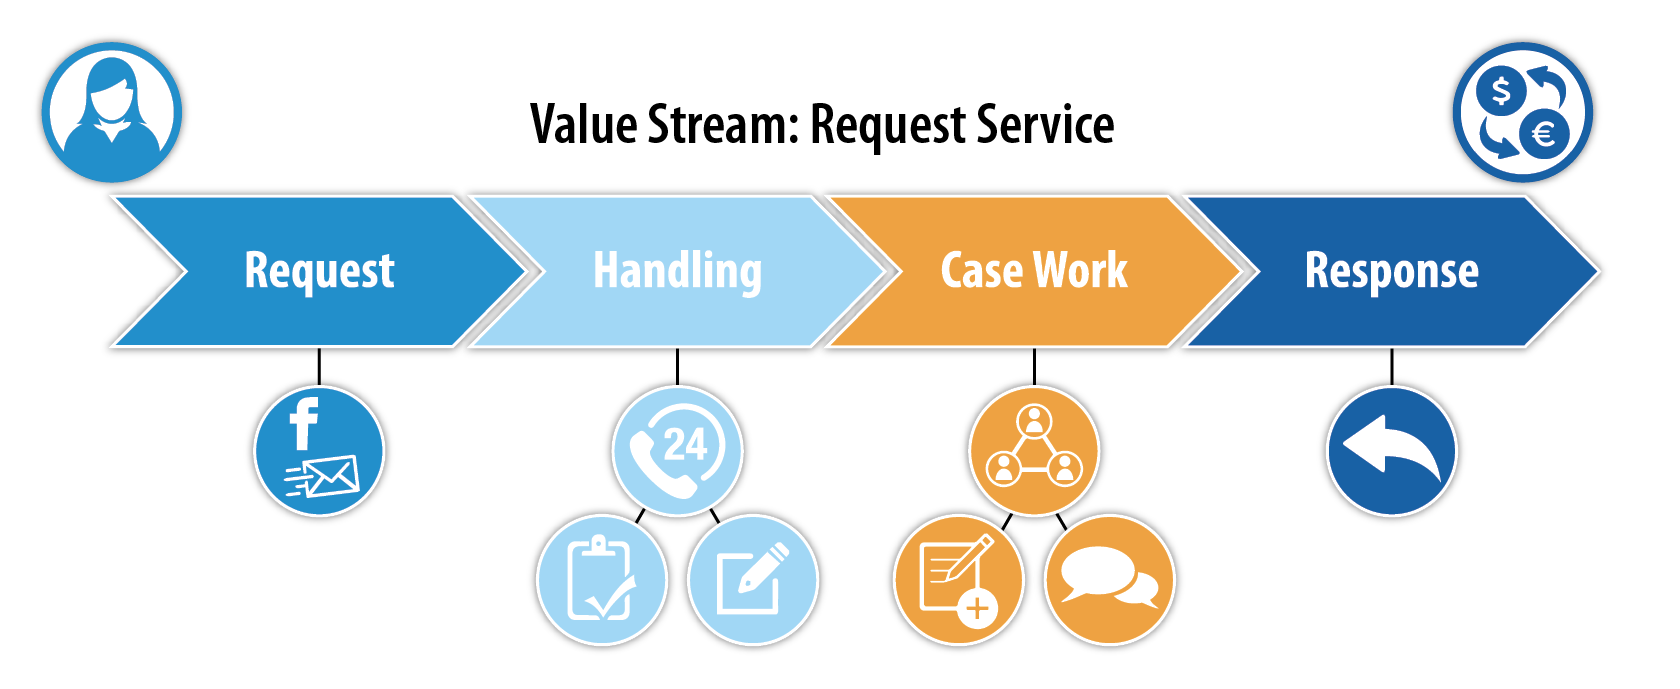 Value Stream: Request Service
$
€
Request
Handling
Case Work
Response
f
24